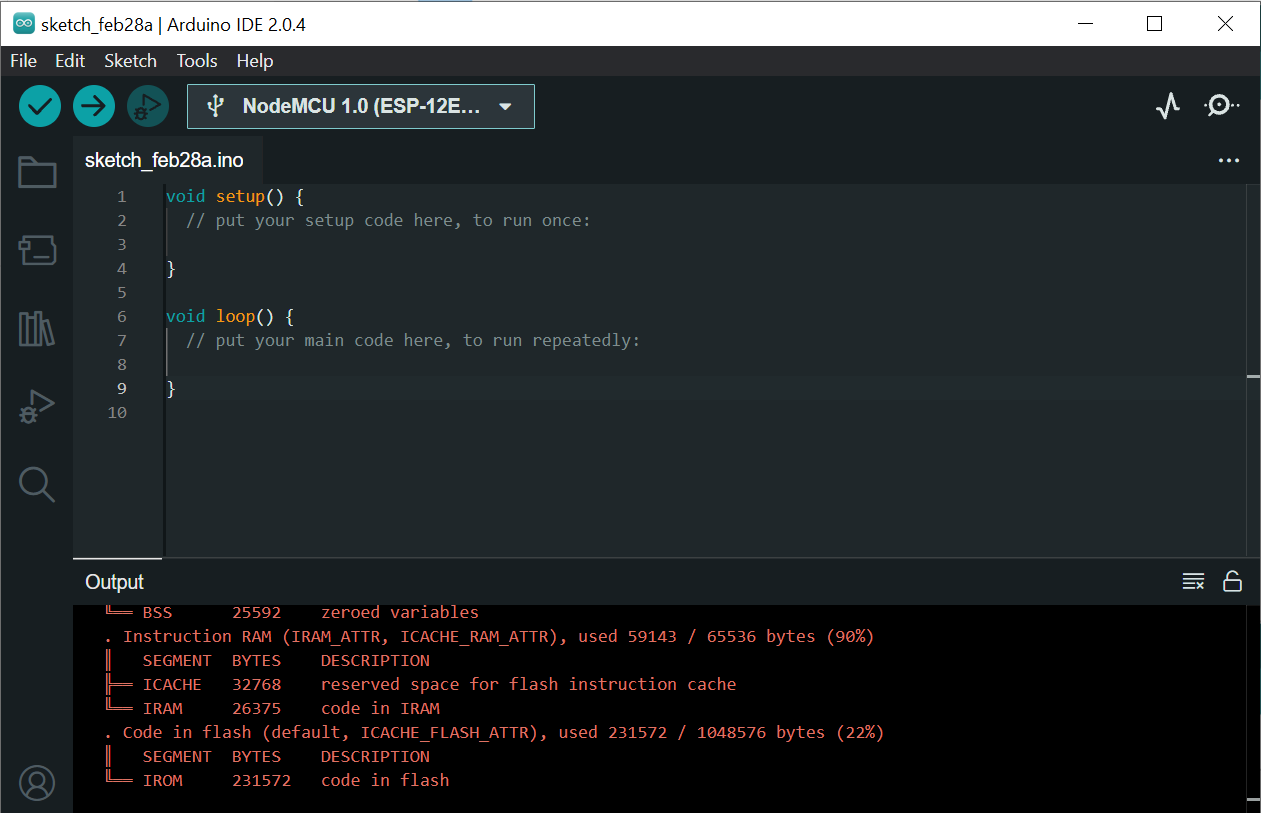 sketch_feb28a | Arduino IDE 2.0.4
File Edit Sketch Tools Help
NodeMCU 1.0 (ESP-12E...
sketch_feb28a.ino
1 void setup() {
2 // put your setup code here, to run once:
3
4 }
5
6 void loop() {
7 // put your main code here, to run repeatedly:
8
9 }
10
Output
╚══ BSS 25592 zeroed variables
. Instruction RAM (IRAM_ATTR, ICACHE_RAM_ATTR), used 59143 / 65536 bytes (90%)
║ SEGMENT BYTES DESCRIPTION
╠══ ICACHE 32768 reserved space for flash instruction cache
╚══ IRAM 26375 code in IRAM
. Code in flash (default, ICACHE_FLASH_ATTR), used 231572 / 1048576 bytes (22%)
║ SEGMENT BYTES DESCRIPTION
╚══ IROM 231572 code in flash